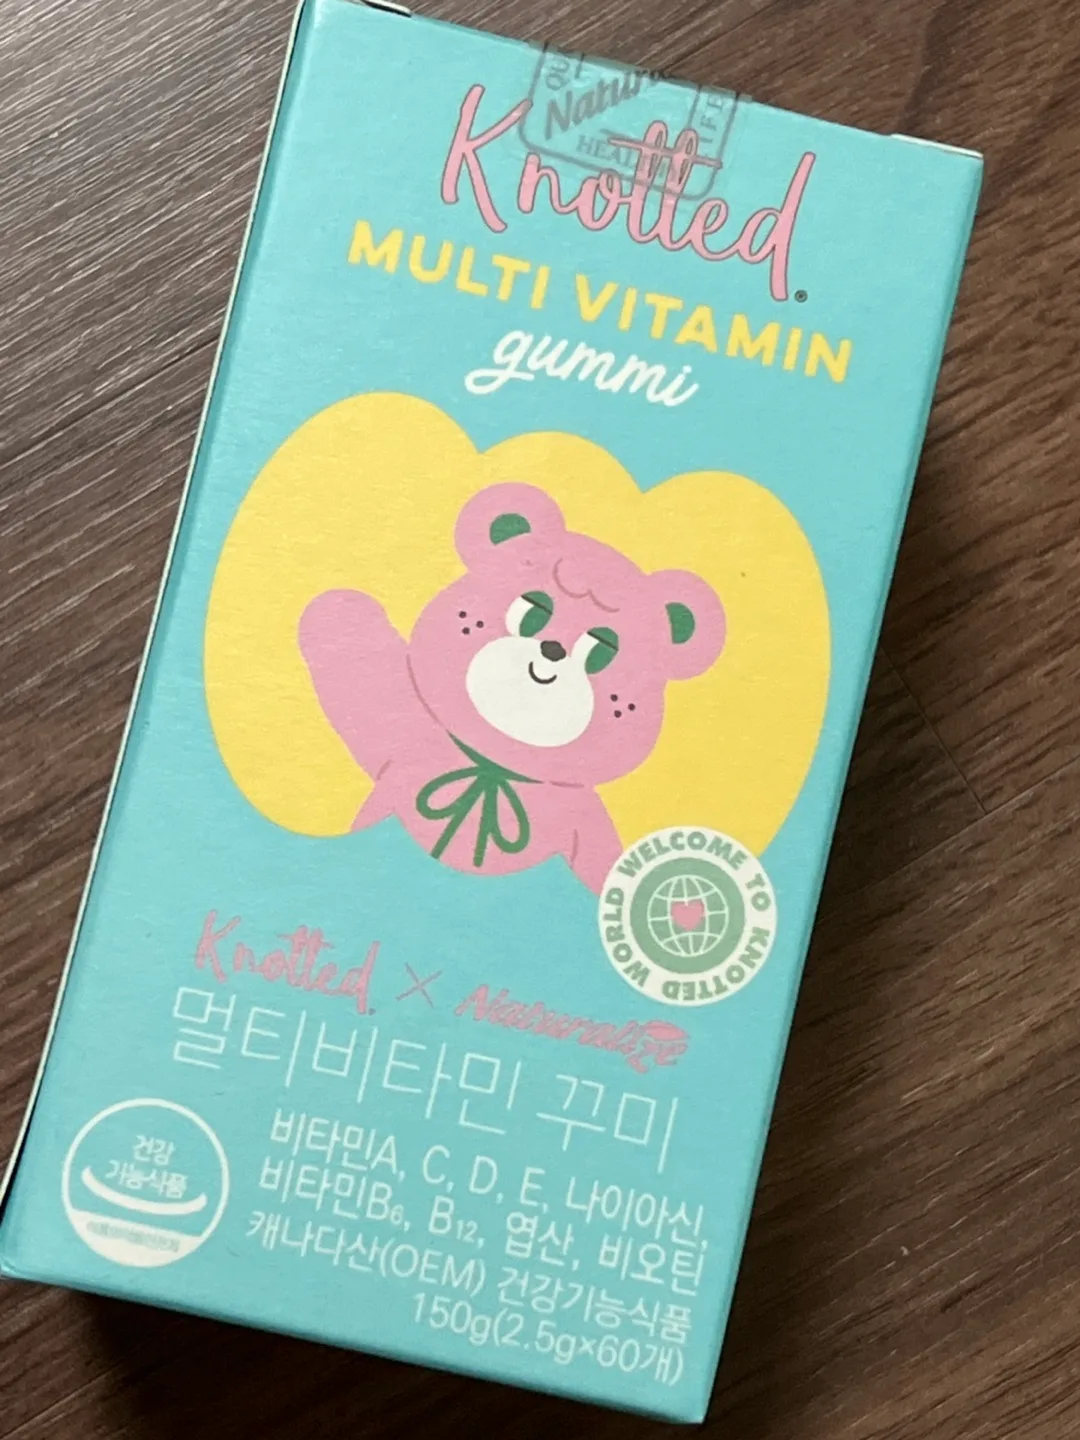 Knotted
MULTI VITAMIN
gummi
WELCOME TO KNOTTED WORLD
Knotted × Naturalize
멀티비타민 꾸미
건강
기능식품
비타민A, C, D, E, 나이아신,
비타민B₆, B₁₂, 엽산, 비오틴
캐나다산(OEM) 건강기능식품
150g(2.5g×60개)